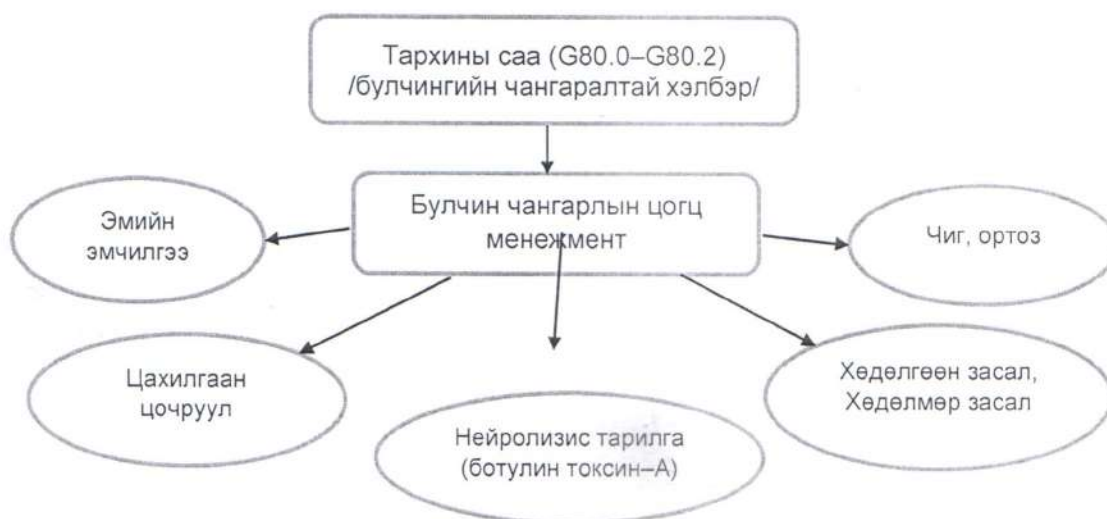 Тархины саа (G80.0–G80.2)
/булчингийн чангаралтай хэлбэр/
Булчин чангарлын цогц
менежмент
Эмийн
эмчилгээ
Чиг, ортоз
Цахилгаан
цочруул
Хөдөлгөөн засал,
Хөдөлмөр засал
Нейролизис тарилга
(ботулин токсин–А)